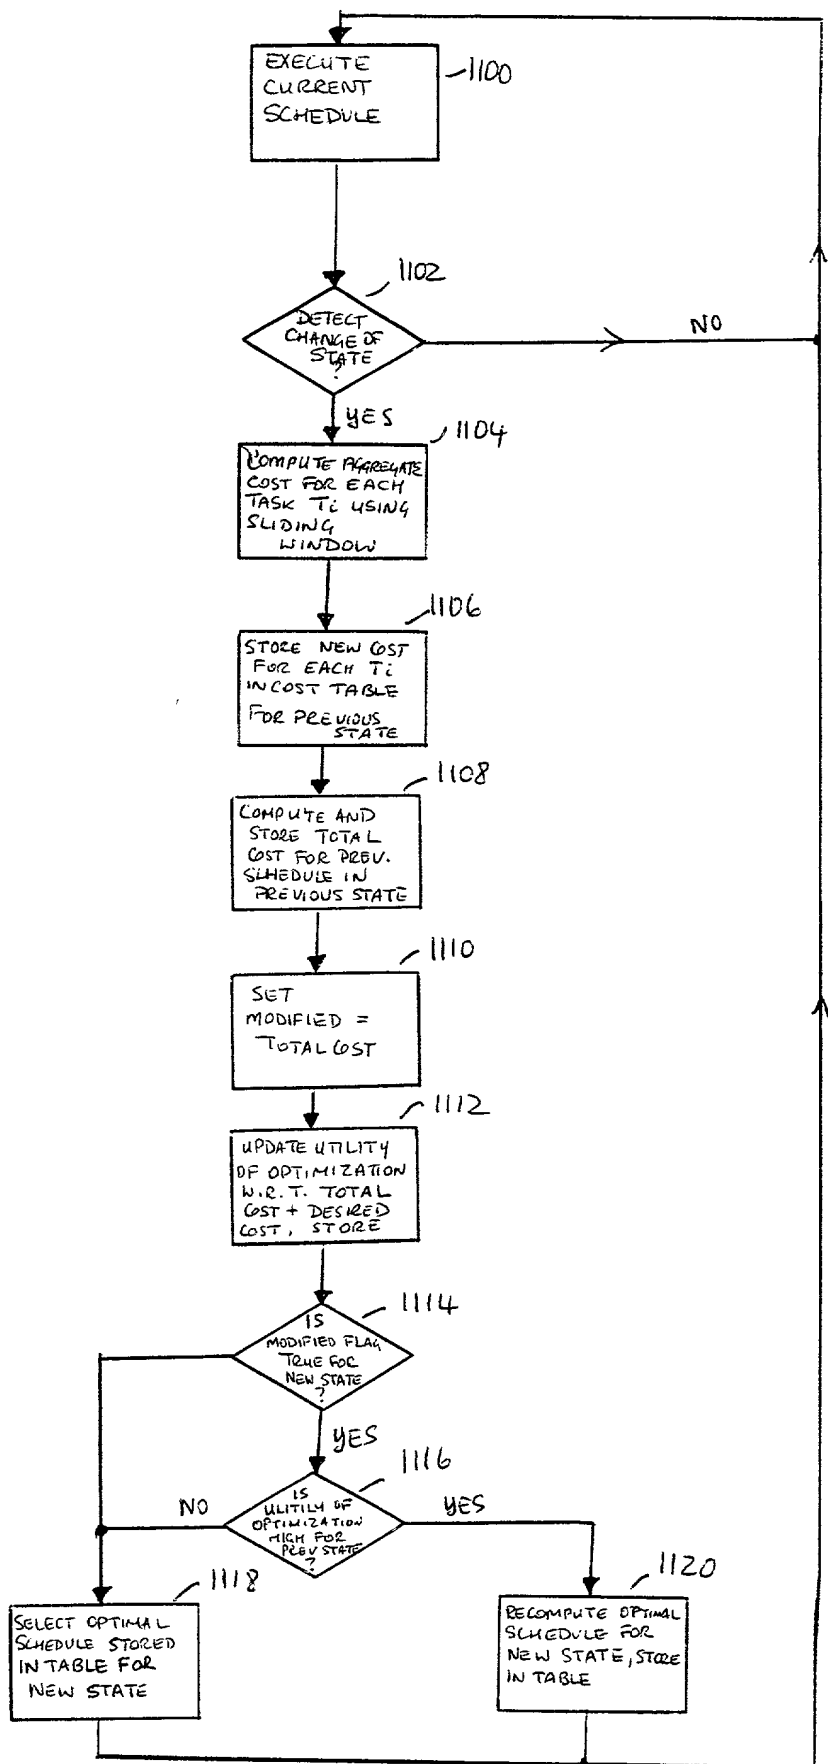 EXECUTE
CURRENT
SCHEDULE
1100
1102
DETECT
CHANGE OF
STATE
?
NO
YES
1104
COMPUTE AGGREGATE
COST FOR EACH
TASK Ti USING
SLIDING
WINDOW
1106
STORE NEW COST
FOR EACH Ti
IN COST TABLE
FOR PREVIOUS
STATE
1108
COMPUTE AND
STORE TOTAL
COST FOR PREV.
SCHEDULE IN
PREVIOUS STATE
1110
SET
MODIFIED =
TOTAL COST
1112
UPDATE UTILITY
OF OPTIMIZATION
W.R.T. TOTAL
COST + DESIRED
COST, STORE
1114
IS
MODIFIED FLAG
TRUE FOR
NEW STATE
?
YES
1116
IS
ULITILY OF
OPTIMIZATION
HIGH FOR
PREV STATE
?
NO
YES
1118
SELECT OPTIMAL
SCHEDULE STORED
IN TABLE FOR
NEW STATE
1120
RECOMPUTE OPTIMAL
SCHEDULE FOR
NEW STATE, STORE
IN TABLE